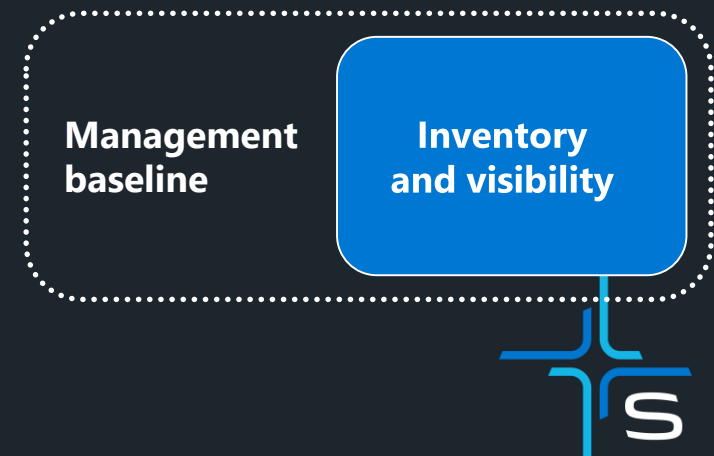 Management
baseline
Inventory
and visibility
S